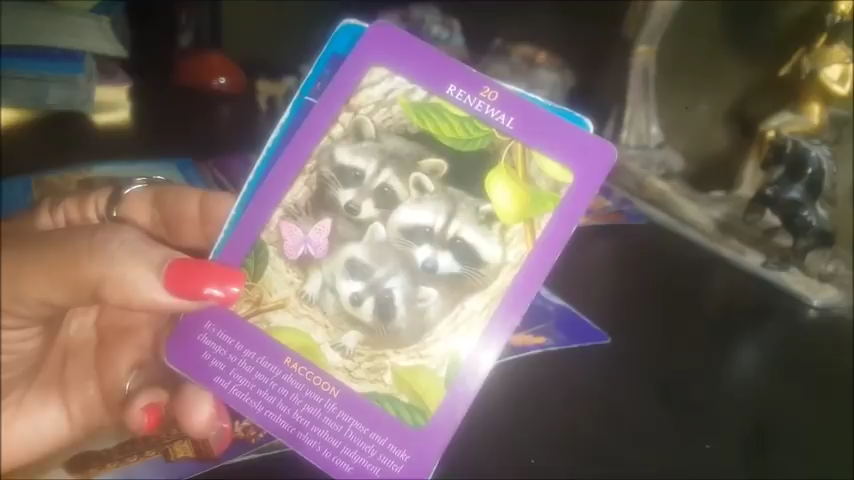 20
RENEWAL
RACCOON
It's time to get clarity about your life purpose and make
changes so that you're on the path most Divinely suited
to you. Forgive what has been without judgment,
and fearlessly embrace what's to come.